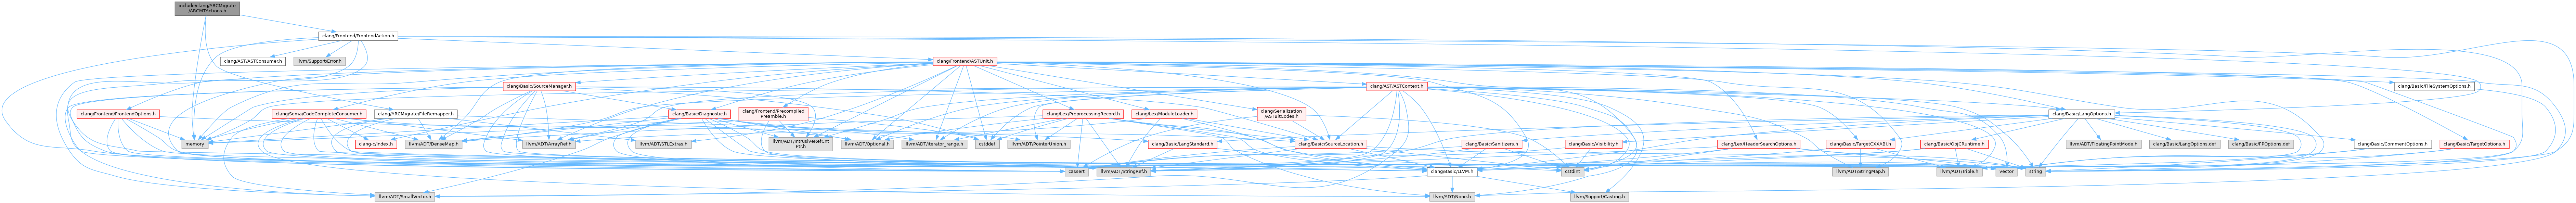 include/clang/ARCMigrate
/ARCMTActions.h
clang/Frontend/FrontendAction.h
clang/AST/ASTConsumer.h
llvm/Support/Error.h
clang/Frontend/ASTUnit.h
clang/Basic/SourceManager.h
clang/AST/ASTContext.h
clang/Basic/FileSystemOptions.h
clang/Frontend/FrontendOptions.h
clang/Sema/CodeCompleteConsumer.h
clang/ARCMigrate/FileRemapper.h
clang/Basic/Diagnostic.h
clang/Frontend/Precompiled
Preamble.h
clang/Lex/PreprocessingRecord.h
clang/Lex/ModuleLoader.h
clang/Serialization
/ASTBitCodes.h
clang/Basic/LangOptions.h
memory
clang-c/Index.h
llvm/ADT/DenseMap.h
llvm/ADT/ArrayRef.h
llvm/ADT/STLExtras.h
llvm/ADT/IntrusiveRefCnt
Ptr.h
llvm/ADT/Optional.h
llvm/ADT/iterator_range.h
cstddef
llvm/ADT/PointerUnion.h
clang/Basic/LangStandard.h
clang/Basic/SourceLocation.h
clang/Basic/Sanitizers.h
clang/Basic/Visibility.h
clang/Lex/HeaderSearchOptions.h
clang/Basic/TargetCXXABI.h
clang/Basic/ObjCRuntime.h
llvm/ADT/FloatingPointMode.h
clang/Basic/LangOptions.def
clang/Basic/FPOptions.def
clang/Basic/CommentOptions.h
clang/Basic/TargetOptions.h
cassert
llvm/ADT/StringRef.h
clang/Basic/LLVM.h
cstdint
llvm/ADT/StringMap.h
llvm/ADT/Triple.h
vector
string
llvm/ADT/SmallVector.h
llvm/ADT/None.h
llvm/Support/Casting.h